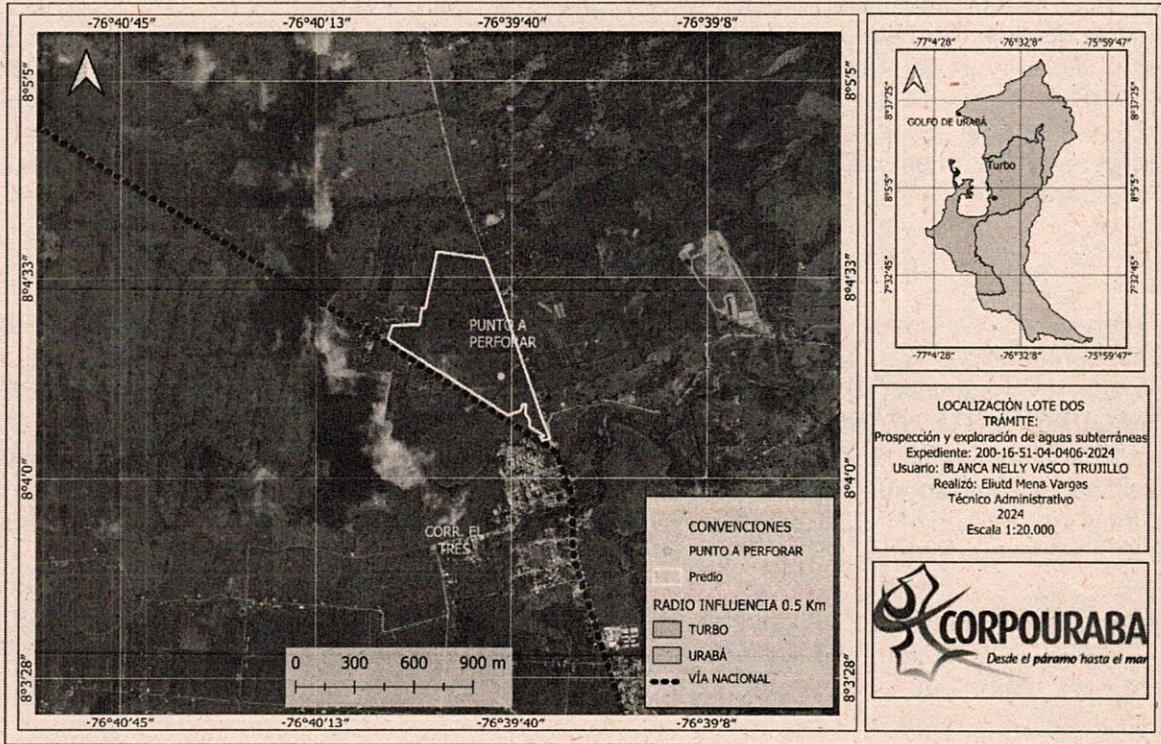 -76°40'45" -76°40'13" -76°39'40" -76°39'8"
8°5'5" 8°5'5"
8°4'33" 8°4'33"
PUNTO A
PERFORAR
8°4'0" 8°4'0"
CORR. EL
TRES
8°3'28" 8°3'28"
0 300 600 900 m
CONVENCIONES
PUNTO A PERFORAR
Predio
RADIO INFLUENCIA 0.5 Km
TURBO
URABÁ
VÍA NACIONAL
-76°40'45" -76°40'13" -76°39'40" -76°39'8"
-77°4'28" -76°32'8" -75°59'47"
8°37'25" 8°37'25"
GOLFO DE URABÁ
Turbo
8°5'5" 8°5'5"
7°32'45" 7°32'45"
-77°4'28" -76°32'8" -75°59'47"
LOCALIZACIÓN LOTE DOS
TRÁMITE:
Prospección y exploración de aguas subterráneas
Expediente: 200-16-51-04-0406-2024
Usuario: BLANCA NELLY VASCO TRUJILLO
Realizó: Eliutd Mena Vargas
Técnico Administrativo
2024
Escala 1:20.000
CORPOURABA
Desde el páramo hasta el mar